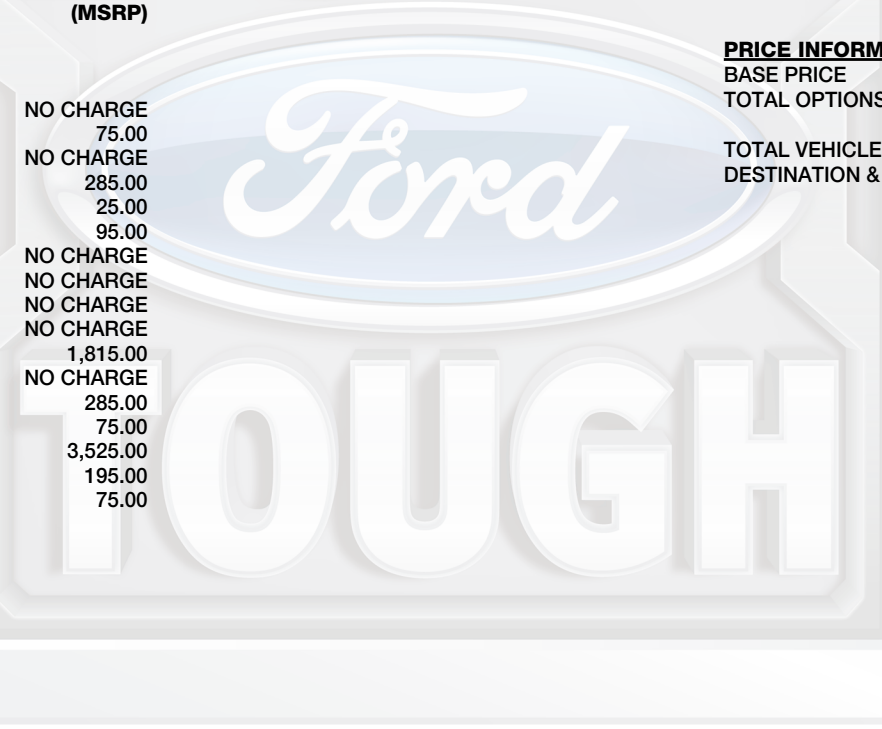 (MSRP)
NO CHARGE
75.00
NO CHARGE
285.00
25.00
95.00
NO CHARGE
NO CHARGE
NO CHARGE
NO CHARGE
1,815.00
NO CHARGE
285.00
75.00
3,525.00
195.00
75.00
PRICE INFORM
BASE PRICE
TOTAL OPTIONS
TOTAL VEHICLE
DESTINATION &
Ford
TOUGH